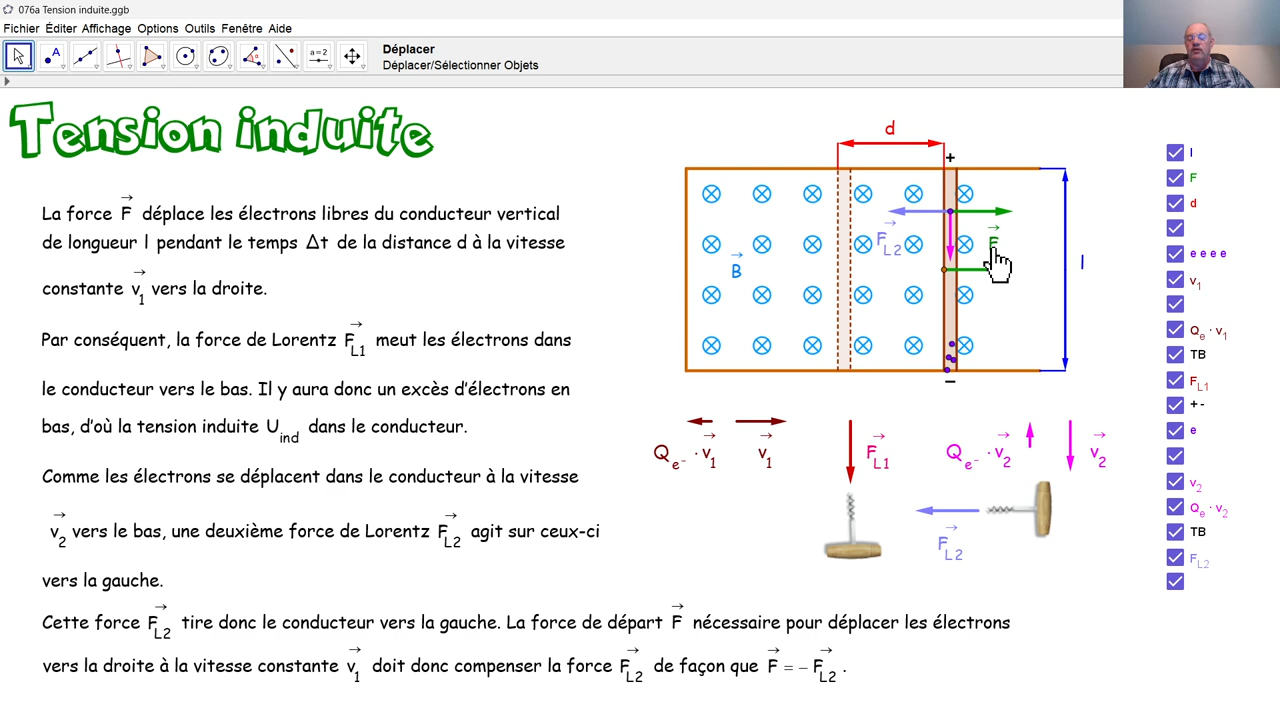 076a Tension induite.ggb
Fichier Éditer Affichage Options Outils Fenêtre Aide
A
a=2
Déplacer
Déplacer/Sélectionner Objets
Tension induite
La force F déplace les électrons libres du conducteur vertical
de longueur l pendant le temps Δt de la distance d à la vitesse
constante v1 vers la droite.
Par conséquent, la force de Lorentz FL1 meut les électrons dans
le conducteur vers le bas. Il y aura donc un excès d'électrons en
bas, d'où la tension induite Uind dans le conducteur.
Comme les électrons se déplacent dans le conducteur à la vitesse
v2 vers le bas, une deuxième force de Lorentz FL2 agit sur ceux-ci
vers la gauche.
Cette force FL2 tire donc le conducteur vers la gauche. La force de départ F nécessaire pour déplacer les électrons
vers la droite à la vitesse constante v1 doit donc compenser la force FL2 de façon que F = – FL2 .
d
+
FL2
F
B
l
–
Qe- · v1
v1
FL1
Qe- · v2
v2
FL2
l
F
d
e e e e
v1
Qe · v1
TB
FL1
+ -
e
v2
Qe · v2
TB
FL2